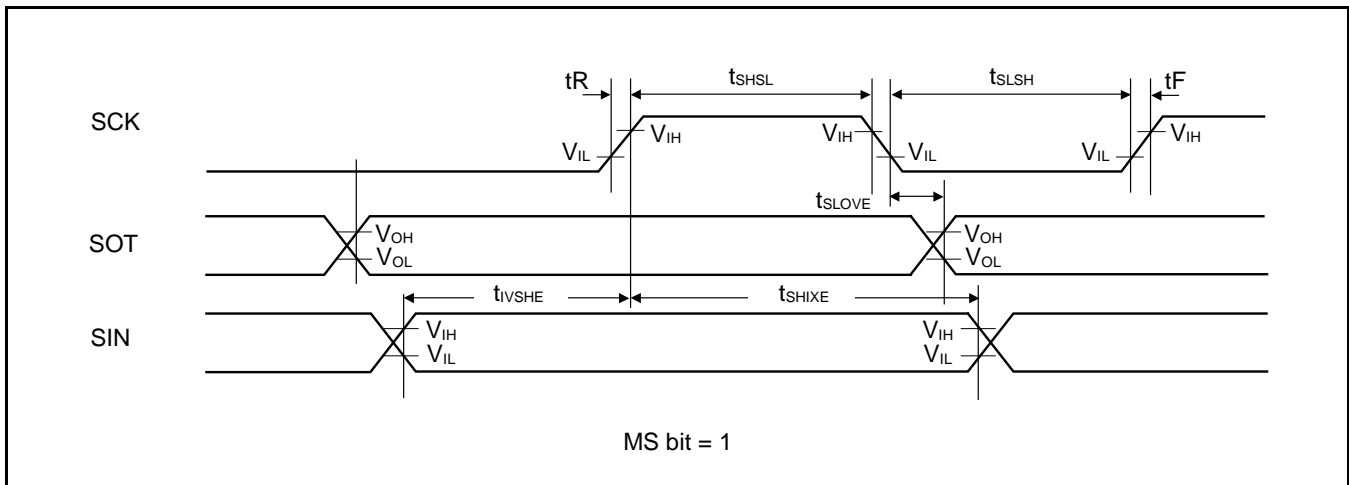 tR tSHSL tSLSH tF
SCK
VIH VIH VIH
VIL VIL VIL
tSLOVE
SOT
VOH VOH
VOL VOL
tIVSHE tSHIXE
SIN
VIH VIH
VIL VIL
MS bit = 1